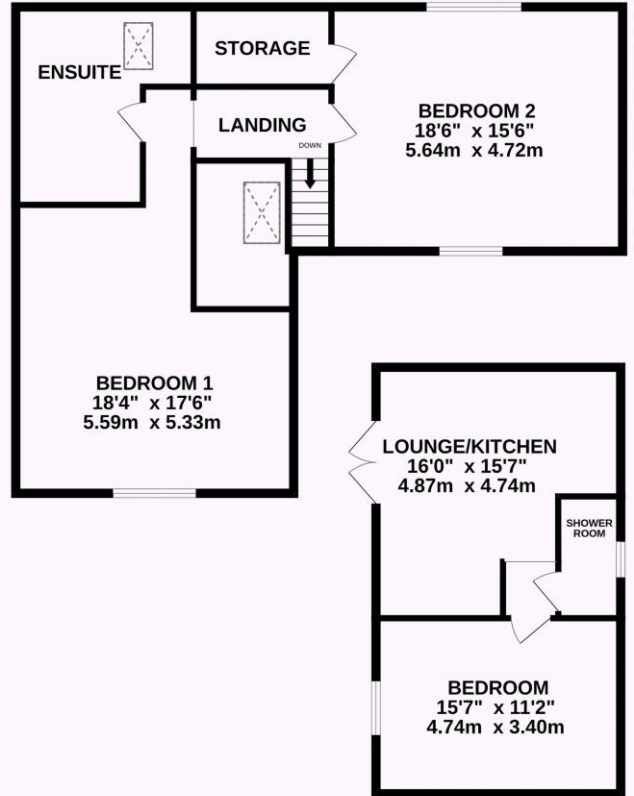 ENSUITE
STORAGE
LANDING
DOWN
BEDROOM 2
18'6" x 15'6"
5.64m x 4.72m
BEDROOM 1
18'4" x 17'6"
5.59m x 5.33m
LOUNGE/KITCHEN
16'0" x 15'7"
4.87m x 4.74m
SHOWER
ROOM
BEDROOM
15'7" x 11'2"
4.74m x 3.40m